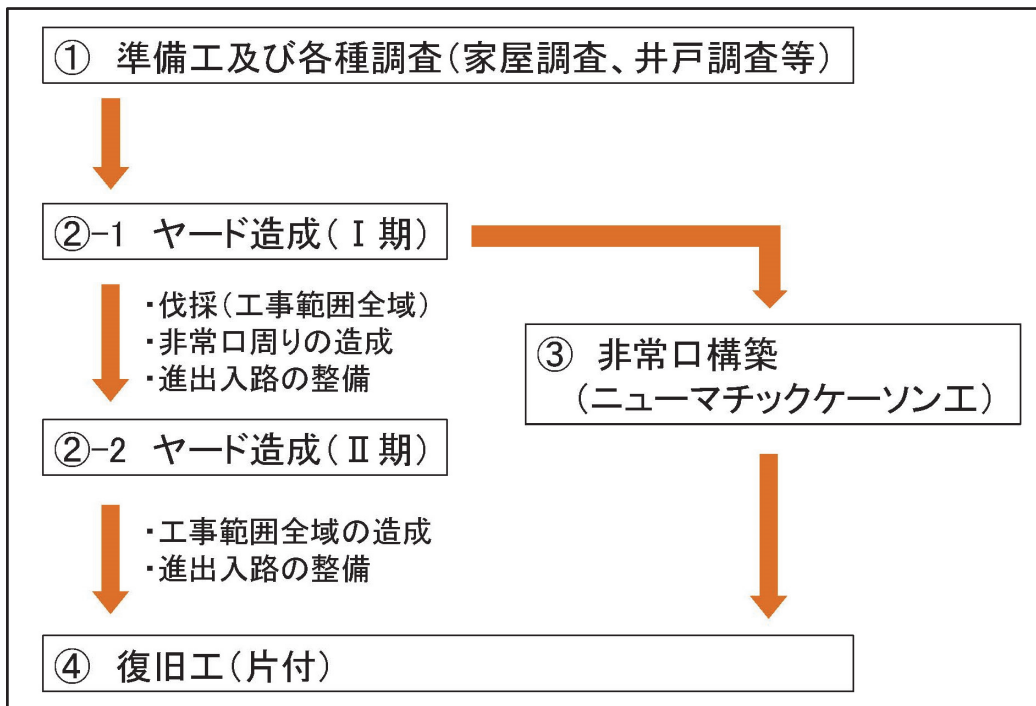 ① 準備工及び各種調査(家屋調査、井戸調査等)
②-1 ヤード造成(Ⅰ期)
・伐採(工事範囲全域)
・非常口周りの造成
・進出入路の整備
③ 非常口構築
(ニューマチックケーソン工)
②-2 ヤード造成(Ⅱ期)
・工事範囲全域の造成
・進出入路の整備
④ 復旧工(片付)